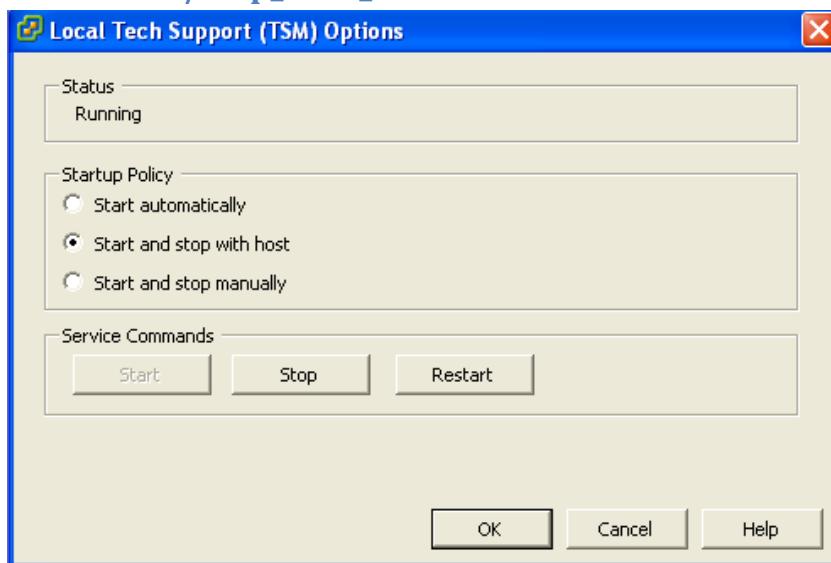 Local Tech Support (TSM) Options
Status
Running
Startup Policy
Start automatically
Start and stop with host
Start and stop manually
Service Commands
Start Stop Restart
OK Cancel Help